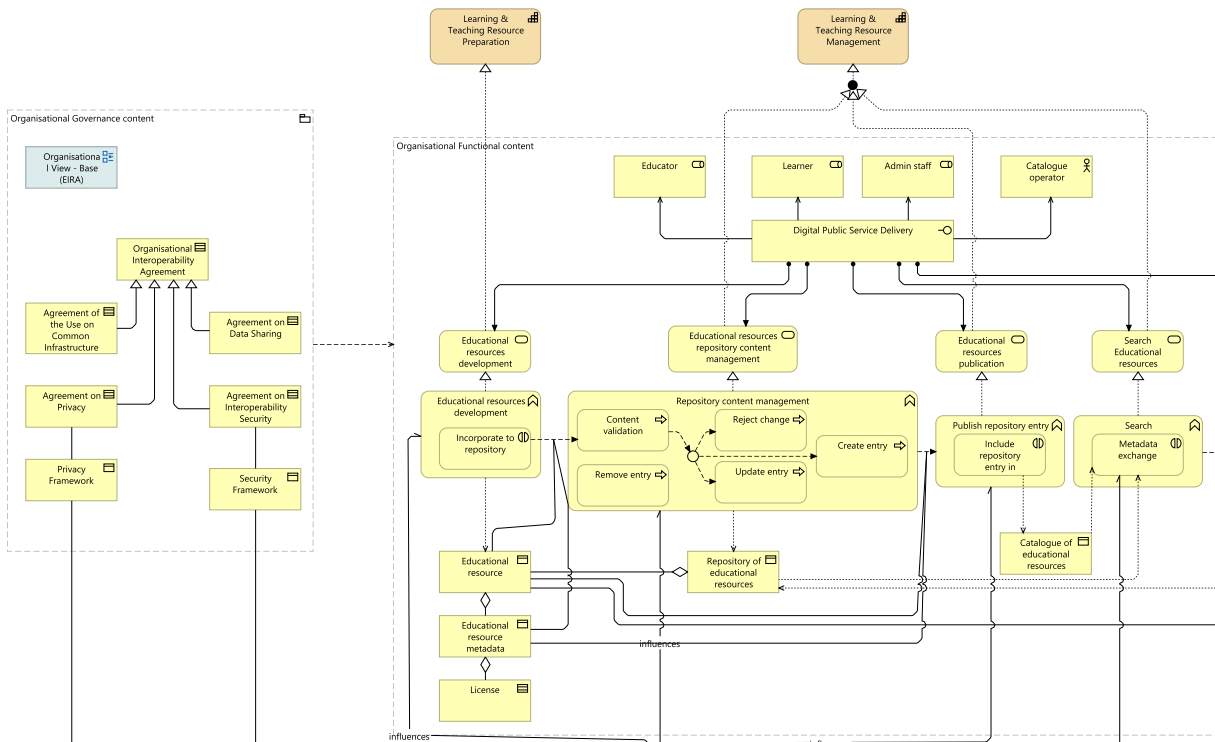 Learning &
Teaching Resource
Preparation
Learning &
Teaching Resource
Management
Organisational Governance content
Organisationa
l View - Base
(EIRA)
Organisational
Interoperability
Agreement
Agreement of
the Use on
Common
Infrastructure
Agreement on
Data Sharing
Agreement on
Privacy
Agreement on
Interoperability
Security
Privacy
Framework
Security
Framework
Organisational Functional content
Educator
Learner
Admin staff
Catalogue
operator
Digital Public Service Delivery
Educational
resources
development
Educational resources
repository content
management
Educational
resources
publication
Search
Educational
resources
Educational resources
development
Incorporate to
repository
Repository content management
Content
validation
Reject change
Create entry
Remove entry
Update entry
Publish repository entry
Include
repository
entry in
Search
Metadata
exchange
Catalogue of
educational
resources
Educational
resource
Repository of
educational
resources
Educational
resource
metadata
influences
License
influences